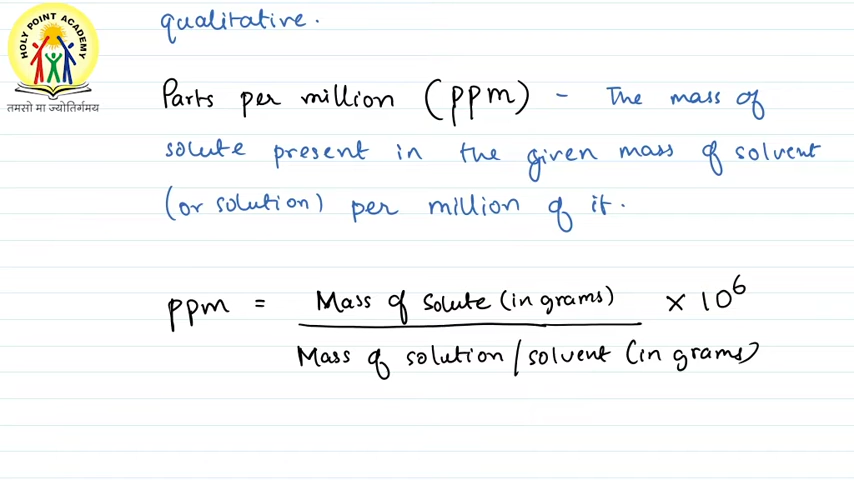 HOLY POINT ACADEMY
तमसो मा ज्योतिर्गमय
qualitative.
Parts per million (ppm) - The mass of
solute present in the given mass of solvent
(or solution) per million of it.
ppm = Mass of solute (in grams) × 10⁶
Mass of solution / solvent (in grams)